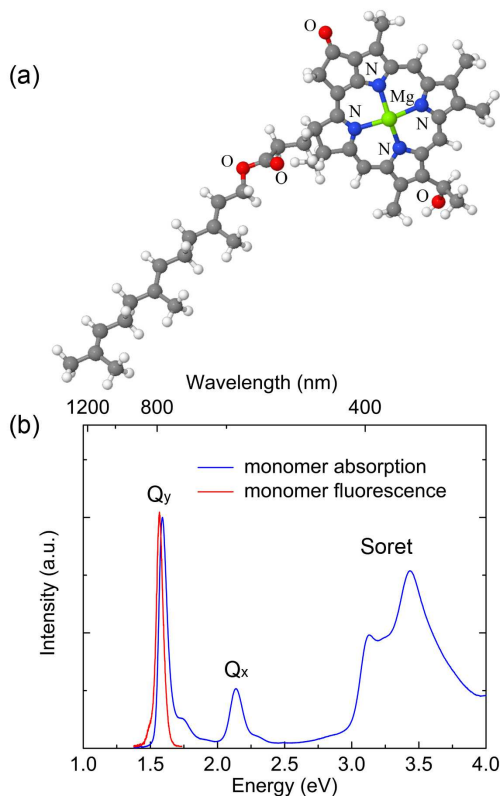 O
(a)
N
Mg
N
N
N
O
O
O
Wavelength (nm)
1200
800
400
(b)
monomer absorption
monomer fluorescence
Qy
Soret
Qx
Intensity (a.u.)
1.0
1.5
2.0
2.5
3.0
3.5
4.0
Energy (eV)